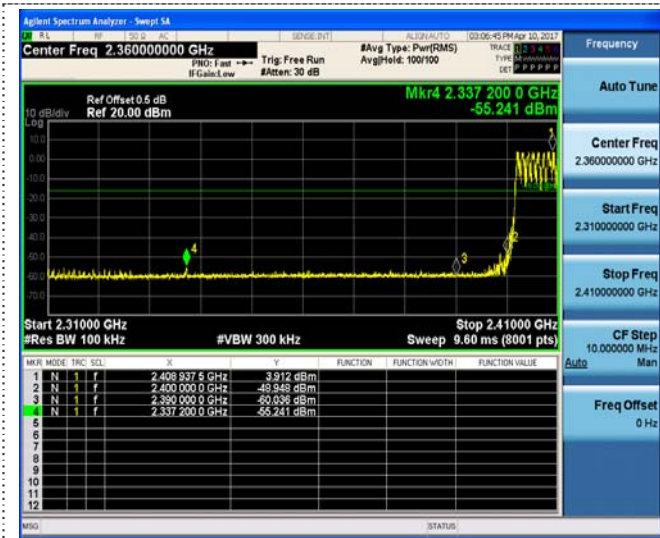 Agilent Spectrum Analyzer - Swept SA
RL RF 50 Ω AC SENSE:INT ALIGNAUTO 03:06:45 PM Apr 10, 2017
Center Freq 2.360000000 GHz
PNO: Fast
IFGain:Low
Trig: Free Run
#Atten: 30 dB
#Avg Type: Pwr(RMS)
Avg|Hold: 100/100
TRACE 1 2 3 4 5 6
TYPE
DET P P P P P P
Ref Offset 0.5 dB
10 dB/div Ref 20.00 dBm
Log
Mkr4 2.337 200 0 GHz
-55.241 dBm
10.0
0.00
-10.0
-20.0
-30.0
-40.0
-50.0
-60.0
-70.0
1
2
3
4
Start 2.31000 GHz Stop 2.41000 GHz
#Res BW 100 kHz #VBW 300 kHz Sweep 9.60 ms (8001 pts)
MKR MODE TRC SCL X Y FUNCTION FUNCTION WIDTH FUNCTION VALUE
1 N 1 f 2.408 937 5 GHz 3.912 dBm
2 N 1 f 2.400 000 0 GHz -49.949 dBm
3 N 1 f 2.390 000 0 GHz -60.036 dBm
4 N 1 f 2.337 200 0 GHz -55.241 dBm
5
6
7
8
9
10
11
12
MSG STATUS
Frequency
Auto Tune
Center Freq
2.360000000 GHz
Start Freq
2.310000000 GHz
Stop Freq
2.410000000 GHz
CF Step
10.000000 MHz
Auto Man
Freq Offset
0 Hz